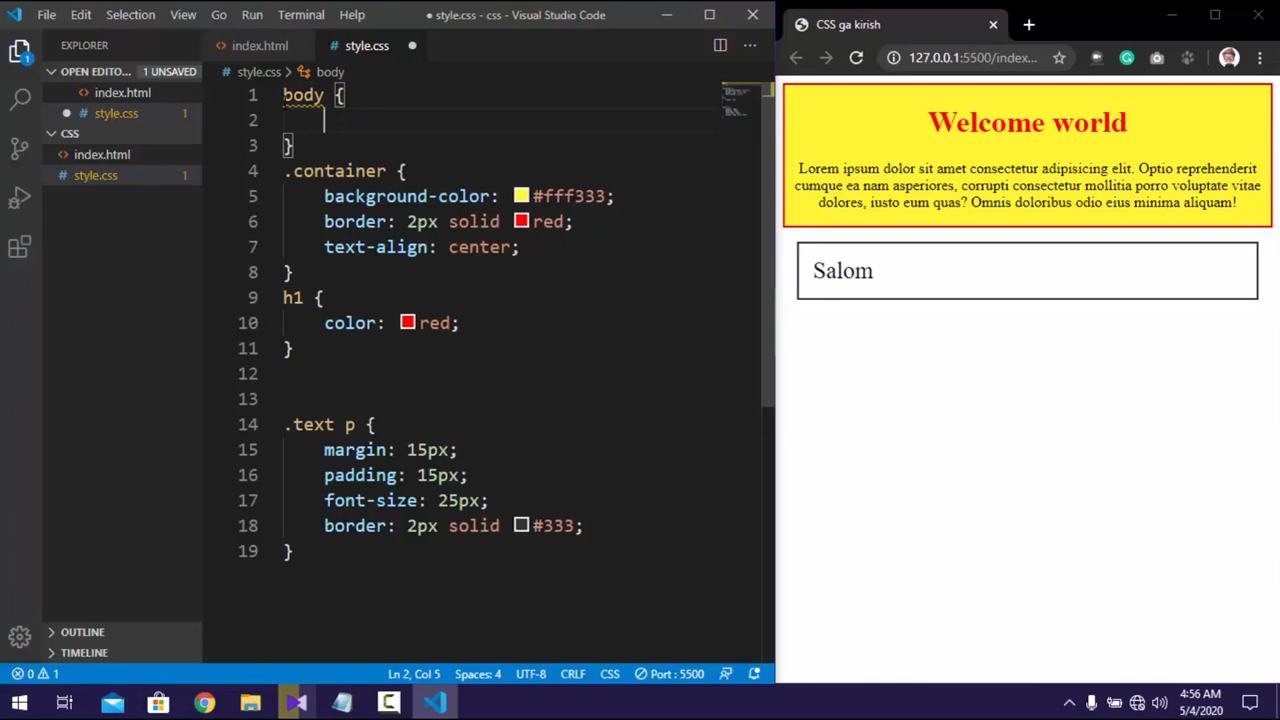 File Edit Selection View Go Run Terminal Help ● style.css - css - Visual Studio Code
CSS ga kirish
EXPLORER
index.html
style.css
127.0.0.1:5500/index...
OPEN EDITO... 1 UNSAVED
index.html
style.css 1
CSS
index.html
style.css 1
style.css > body
1 body {
2
3 }
4 .container {
5 background-color: #fff333;
6 border: 2px solid red;
7 text-align: center;
8 }
9 h1 {
10 color: red;
11 }
12
13
14 .text p {
15 margin: 15px;
16 padding: 15px;
17 font-size: 25px;
18 border: 2px solid #333;
19 }
Welcome world
Lorem ipsum dolor sit amet consectetur adipisicing elit. Optio reprehenderit
cumque ea nam asperiores, corrupti consectetur mollitia porro voluptate vitae
dolores, iusto eum quas? Omnis doloribus odio eius minima aliquam!
Salom
OUTLINE
TIMELINE
0 1 Ln 2, Col 5 Spaces: 4 UTF-8 CRLF CSS Port : 5500
4:56 AM
5/4/2020